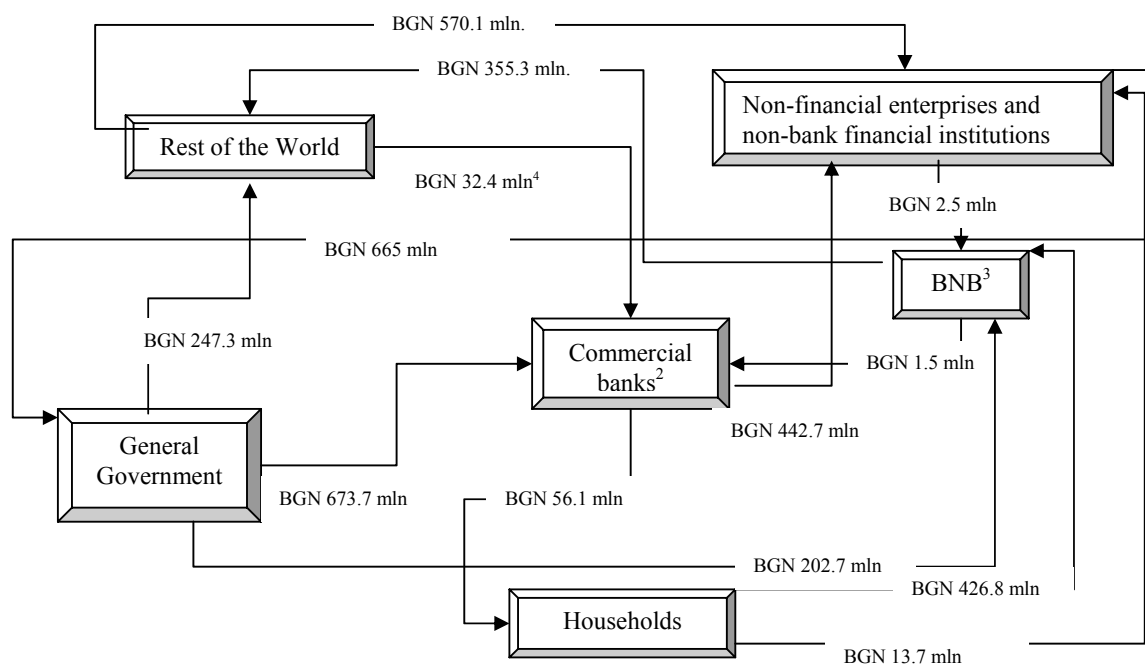 BGN 570.1 mln.
BGN 355.3 mln.
Non-financial enterprises and
non-bank financial institutions
Rest of the World
BGN 32.4 mln⁴
BGN 2.5 mln
BGN 665 mln
BNB³
BGN 247.3 mln
Commercial
banks²
BGN 1.5 mln
General
Government
BGN 442.7 mln
BGN 673.7 mln
BGN 56.1 mln
BGN 202.7 mln
BGN 426.8 mln
Households
BGN 13.7 mln